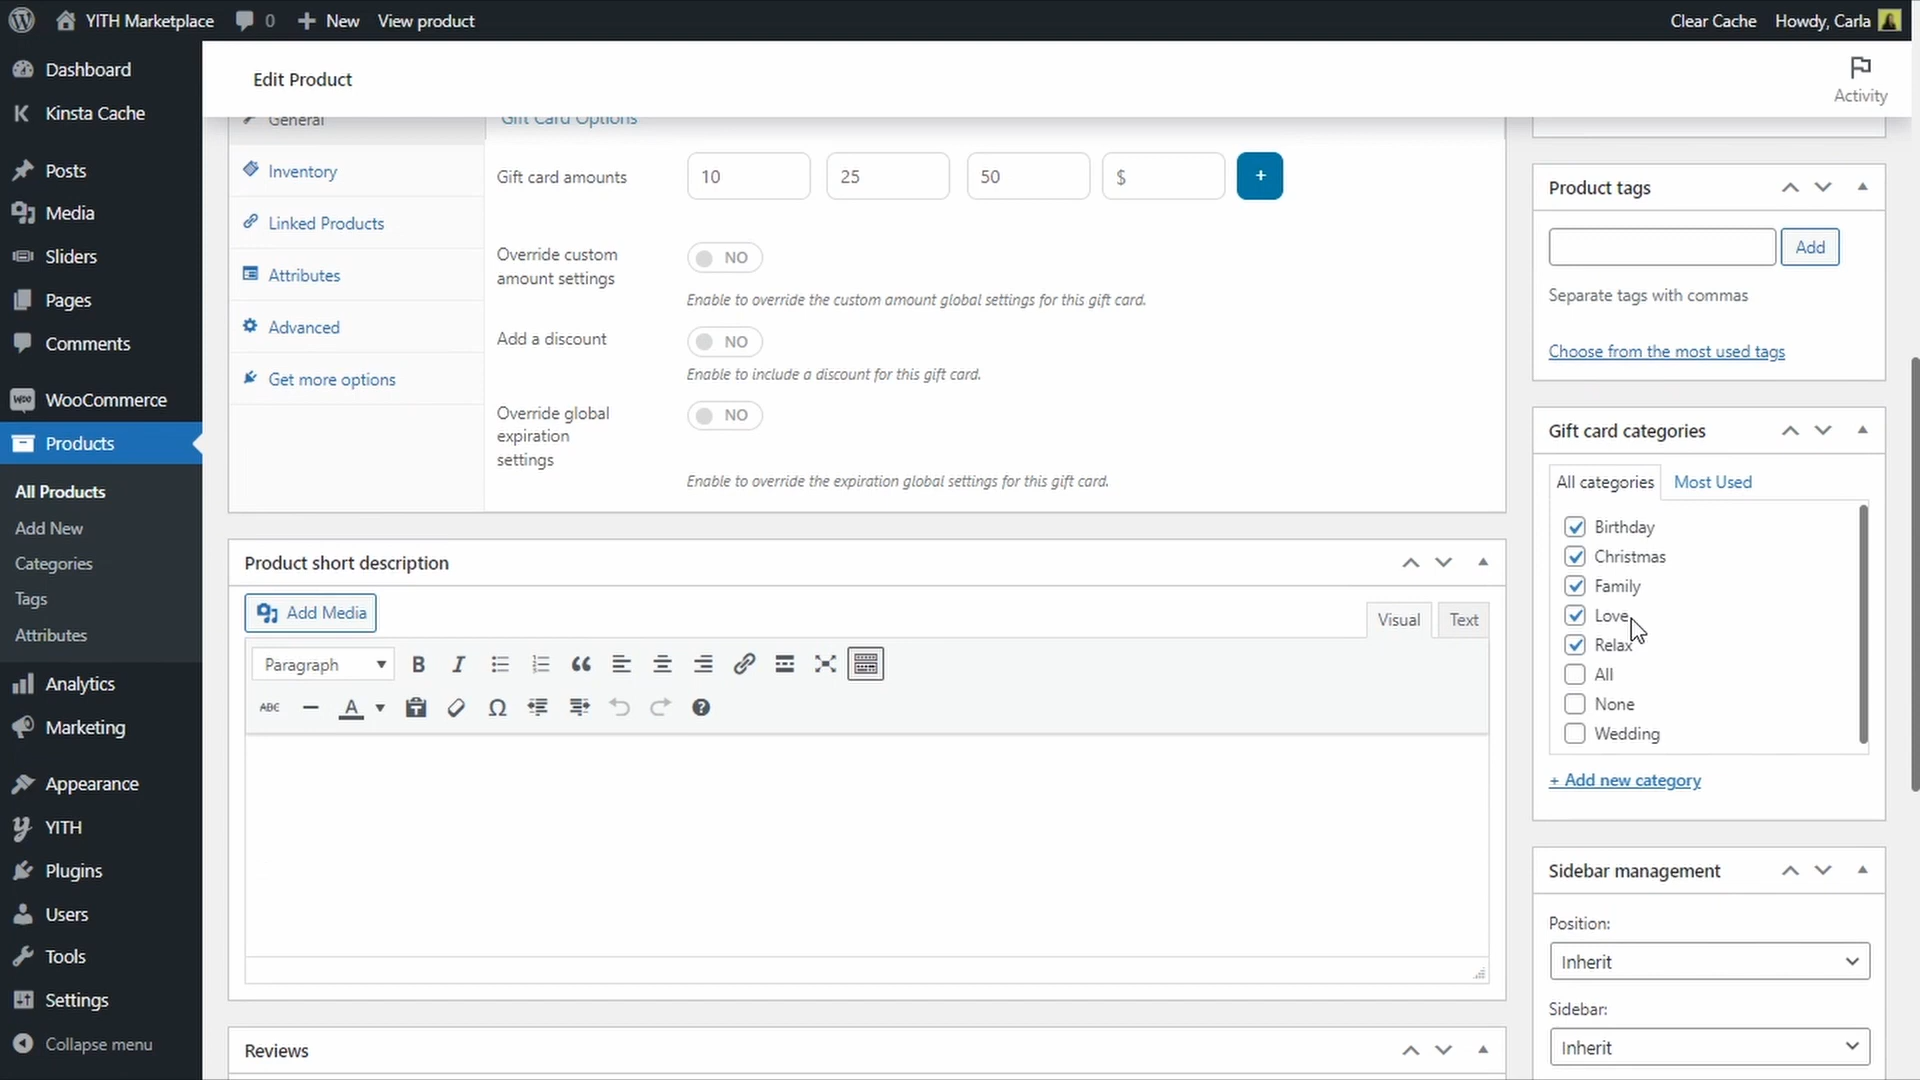 YITH Marketplace
0
New
View product
Clear Cache
Howdy, Carla
Dashboard
Kinsta Cache
Posts
Media
Sliders
Pages
Comments
WooCommerce
Products
All Products
Add New
Categories
Tags
Attributes
Analytics
Marketing
Appearance
YITH
Plugins
Users
Tools
Settings
Collapse menu
Edit Product
Activity
General
Inventory
Linked Products
Attributes
Advanced
Get more options
Gift Card Options
Gift card amounts
10
25
50
$
+
Override custom
amount settings
NO
Enable to override the custom amount global settings for this gift card.
Add a discount
NO
Enable to include a discount for this gift card.
Override global
expiration
settings
NO
Enable to override the expiration global settings for this gift card.
Product short description
Add Media
Visual
Text
Paragraph
B
I
ABC
A
Ω
Reviews
Product tags
Add
Separate tags with commas
Choose from the most used tags
Gift card categories
All categories
Most Used
Birthday
Christmas
Family
Love
Relax
All
None
Wedding
+ Add new category
Sidebar management
Position:
Inherit
Sidebar:
Inherit